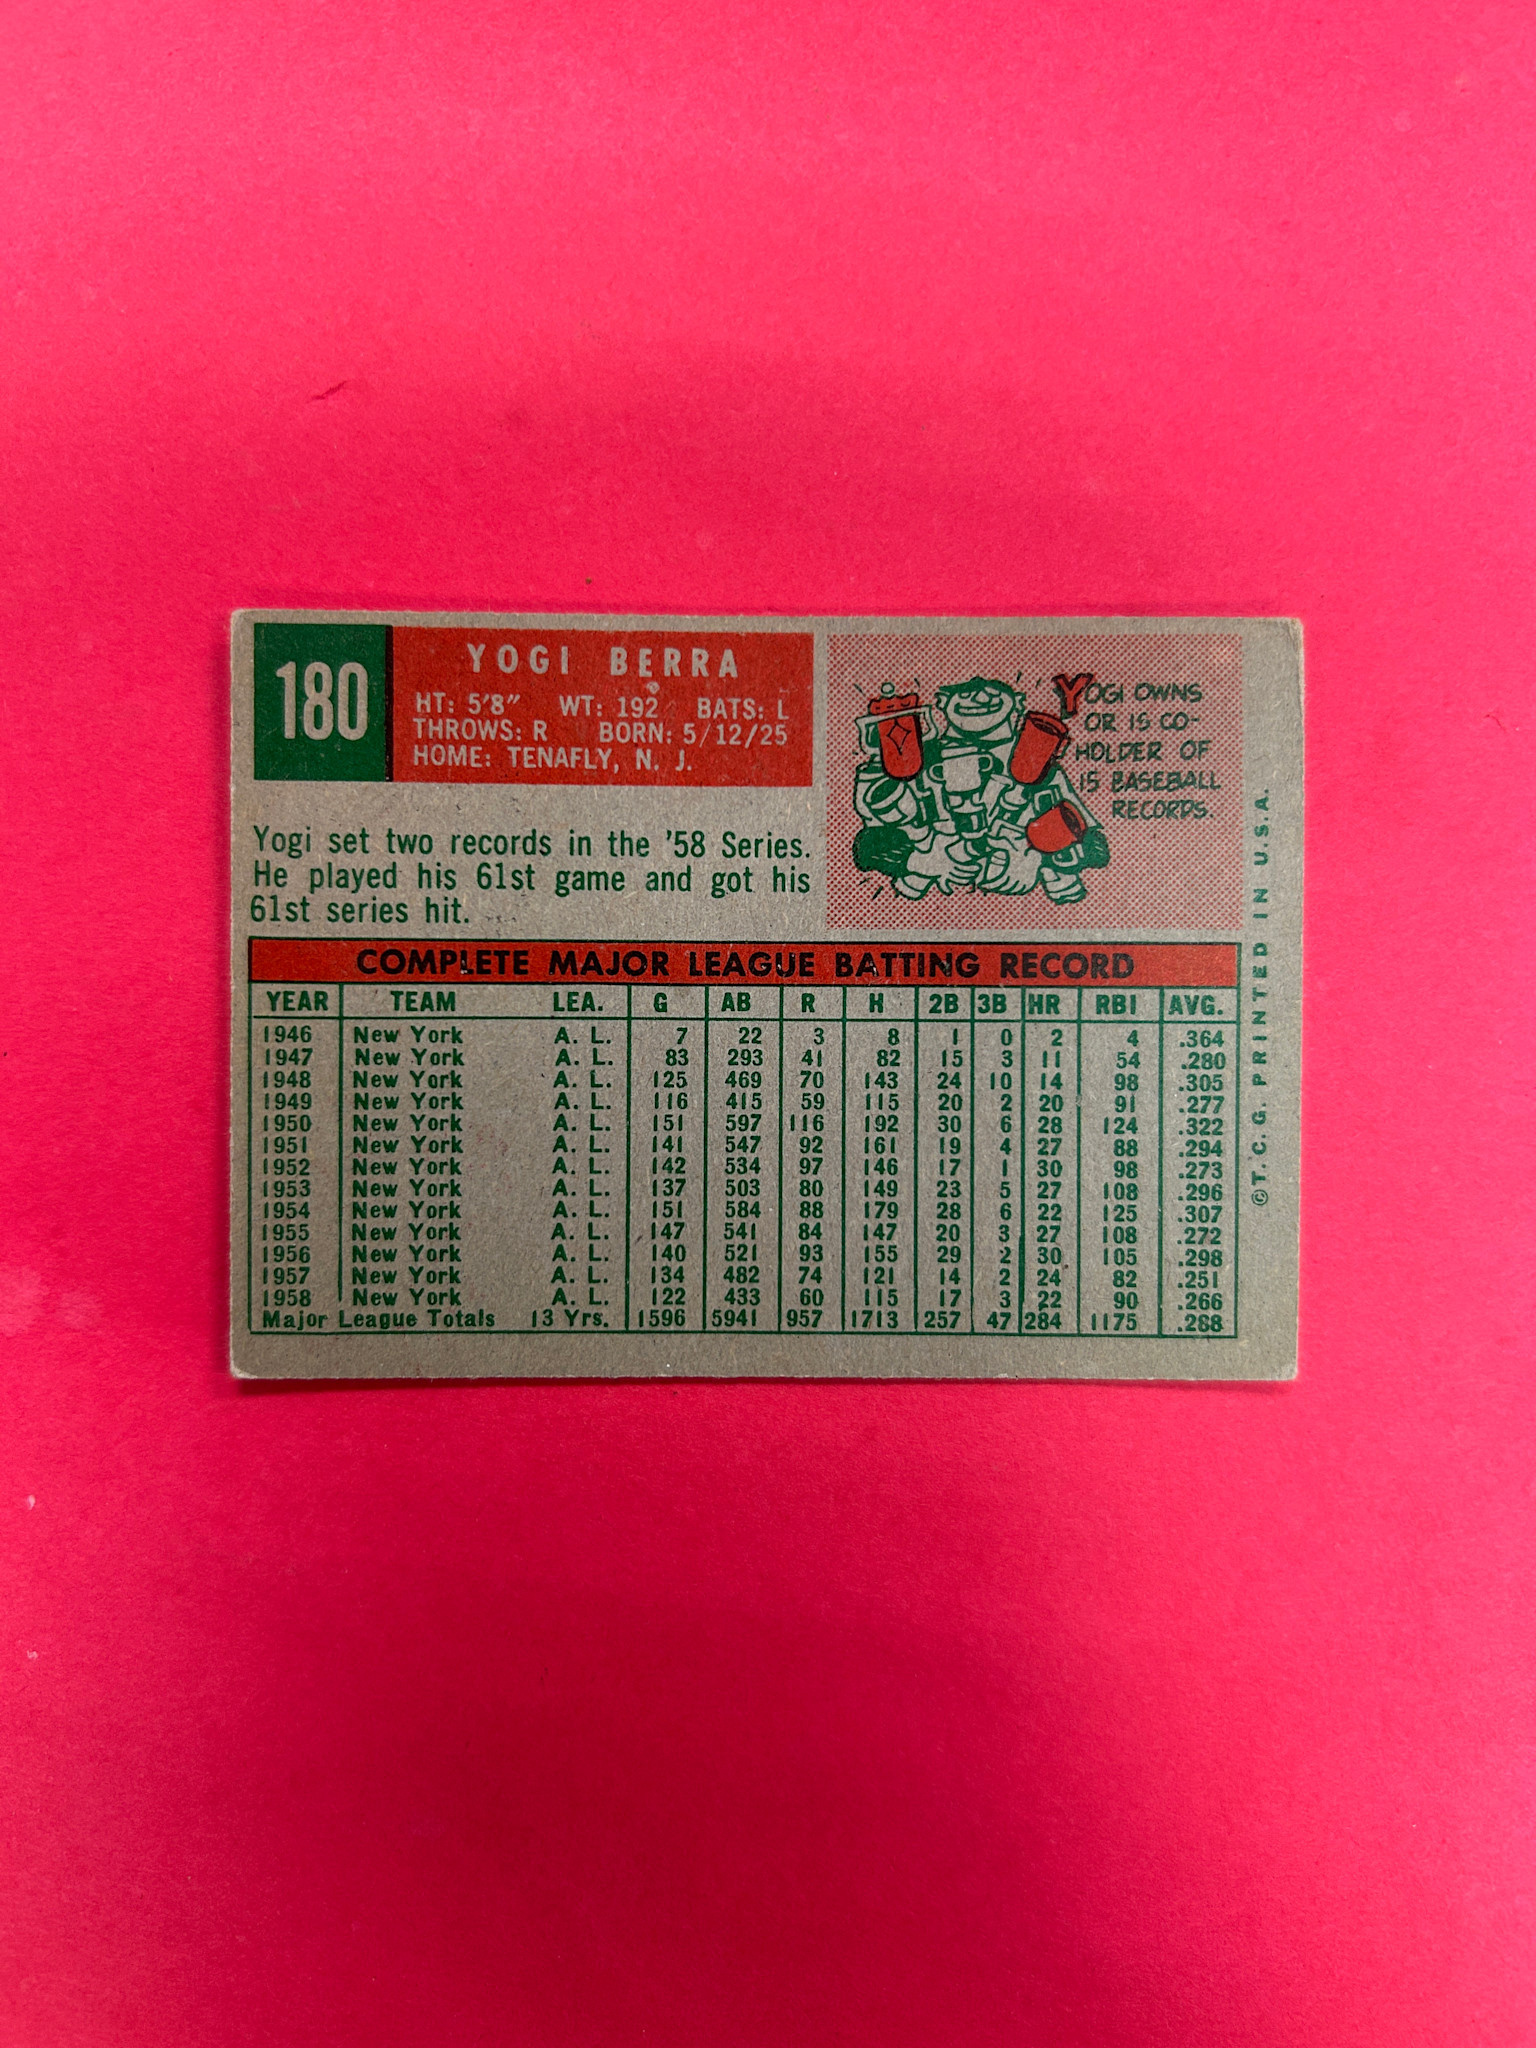 180
YOGI BERRA
HT: 5'8" WT: 192 BATS: L
THROWS: R BORN: 5/12/25
HOME: TENAFLY, N. J.
YOGI OWNS
OR IS CO-
HOLDER OF
15 BASEBALL
RECORDS.
Yogi set two records in the '58 Series.
He played his 61st game and got his
61st series hit.
COMPLETE MAJOR LEAGUE BATTING RECORD
YEAR TEAM LEA. G AB R H 2B 3B HR RBI AVG.
1946 New York A. L. 7 22 3 8 1 0 2 4 .364
1947 New York A. L. 83 293 41 82 15 3 11 54 .280
1948 New York A. L. 125 469 70 143 24 10 14 98 .305
1949 New York A. L. 116 415 59 115 20 2 20 91 .277
1950 New York A. L. 151 597 116 192 30 6 28 124 .322
1951 New York A. L. 141 547 92 161 19 4 27 88 .294
1952 New York A. L. 142 534 97 146 17 1 30 98 .273
1953 New York A. L. 137 503 80 149 23 5 27 108 .296
1954 New York A. L. 151 584 88 179 28 6 22 125 .307
1955 New York A. L. 147 541 84 147 20 3 27 108 .272
1956 New York A. L. 140 521 93 155 29 2 30 105 .298
1957 New York A. L. 134 482 74 121 14 2 24 82 .251
1958 New York A. L. 122 433 60 115 17 3 22 90 .266
Major League Totals 13 Yrs. 1596 5941 957 1713 257 47 284 1175 .288
©T. C. G. PRINTED IN U.S.A.